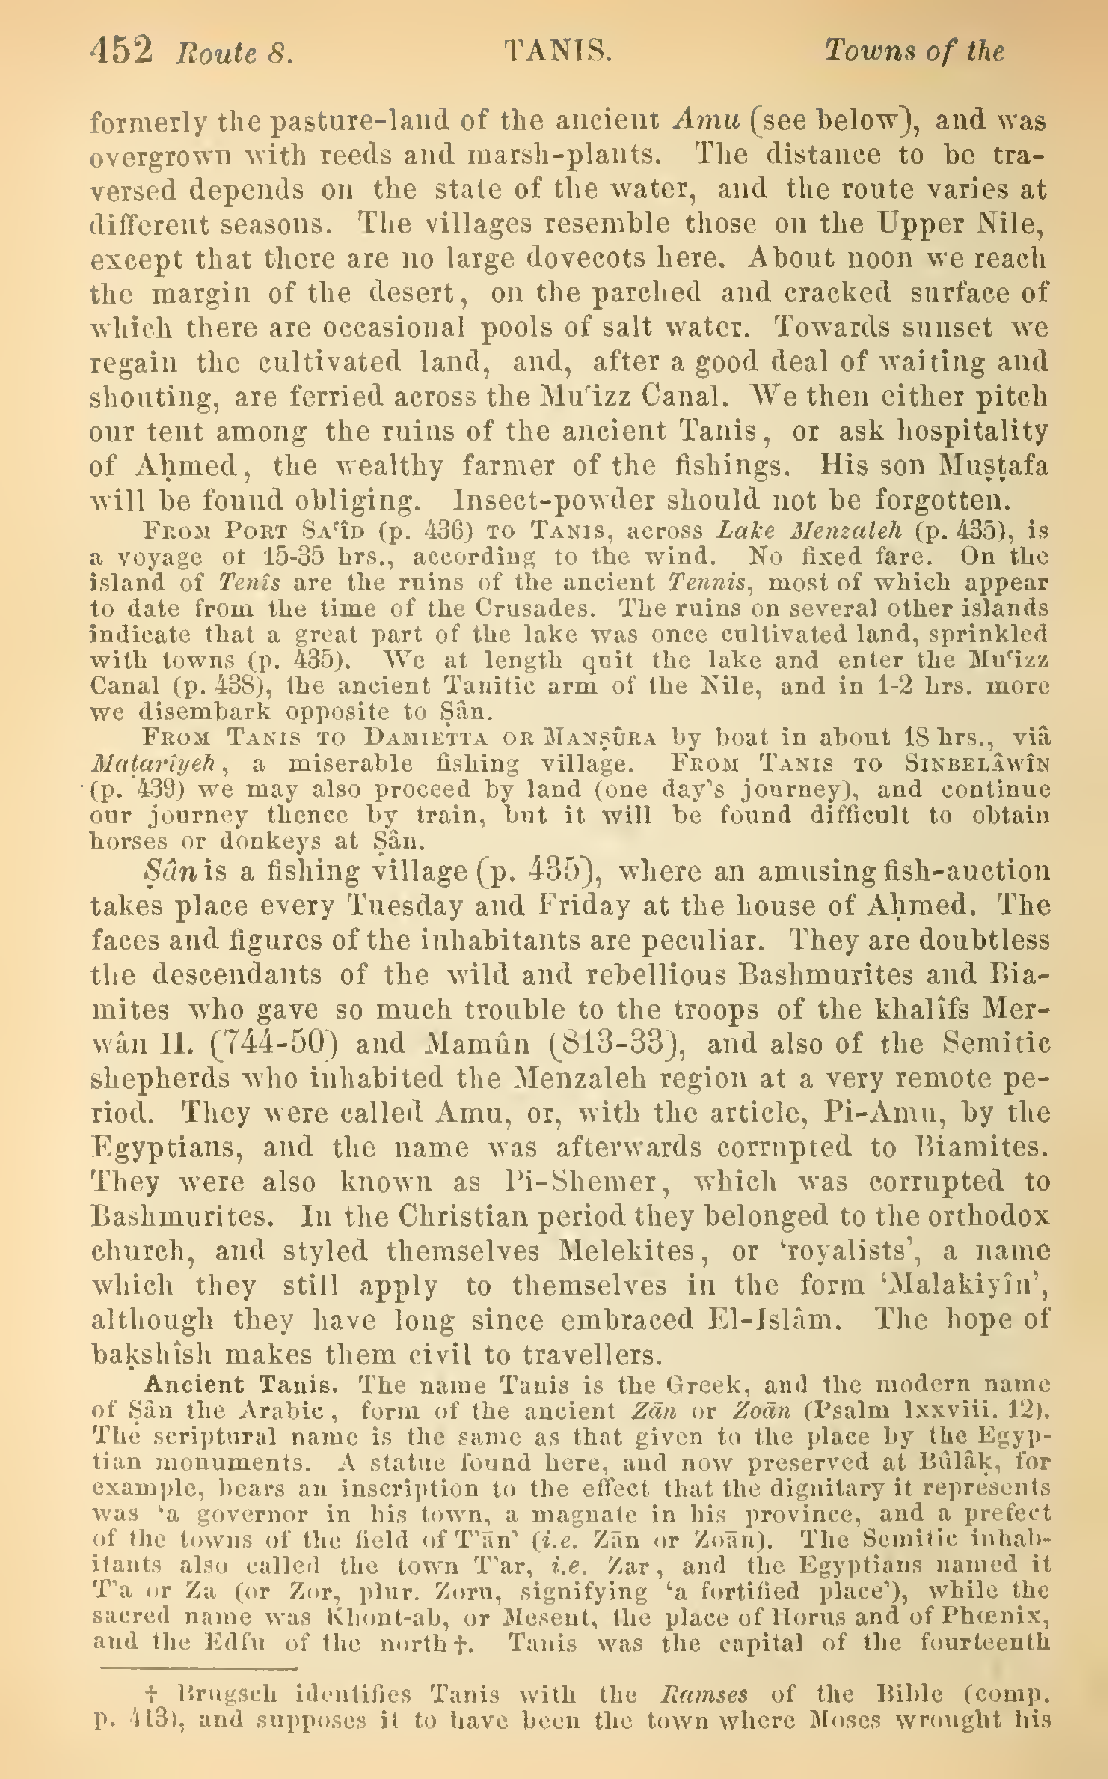 452 Route 8. TANIS. Towns of the
formerly the pasture-land of the ancient Amu (see below), and was
overgrown with reeds and marsh-plants. The distance to be tra-
versed depends on the state of the water, and the route varies at
different seasons. The villages resemble those on the Upper Nile,
except that there are no large dovecots here. About noon we reach
the margin of the desert, on the parched and cracked surface of
which there are occasional pools of salt water. Towards sunset we
regain the cultivated land, and, after a good deal of waiting and
shouting, are ferried across the Muʿizz Canal. We then either pitch
our tent among the ruins of the ancient Tanis, or ask hospitality
of Aḥmed, the wealthy farmer of the fishings. His son Muṣṭafa
will be found obliging. Insect-powder should not be forgotten.
FROM PORT SAʿÎD (p. 436) TO TANIS, across Lake Menzaleh (p. 435), is
a voyage of 15-35 hrs., according to the wind. No fixed fare. On the
island of Tenîs are the ruins of the ancient Tennis, most of which appear
to date from the time of the Crusades. The ruins on several other islands
indicate that a great part of the lake was once cultivated land, sprinkled
with towns (p. 435). We at length quit the lake and enter the Muʿizz
Canal (p. 438), the ancient Tanitic arm of the Nile, and in 1-2 hrs. more
we disembark opposite to Ṣân.
FROM TANIS TO DAMIETTA OR MANṢÛRA by boat in about 18 hrs., viâ
Maṭarîyeh, a miserable fishing village. FROM TANIS TO SINBELÂWÎN
(p. 439) we may also proceed by land (one day's journey), and continue
our journey thence by train, but it will be found difficult to obtain
horses or donkeys at Ṣân.
Ṣân is a fishing village (p. 435), where an amusing fish-auction
takes place every Tuesday and Friday at the house of Aḥmed. The
faces and figures of the inhabitants are peculiar. They are doubtless
the descendants of the wild and rebellious Bashmurites and Bia-
mites who gave so much trouble to the troops of the khalîfs Mer-
wân II. (744-50) and Mamûn (813-33), and also of the Semitic
shepherds who inhabited the Menzaleh region at a very remote pe-
riod. They were called Amu, or, with the article, Pi-Amu, by the
Egyptians, and the name was afterwards corrupted to Biamites.
They were also known as Pi-Shemer, which was corrupted to
Bashmurites. In the Christian period they belonged to the orthodox
church, and styled themselves Melekites, or 'royalists', a name
which they still apply to themselves in the form 'Malakiyîn',
although they have long since embraced El-Islâm. The hope of
baḳshîsh makes them civil to travellers.
Ancient Tanis. The name Tanis is the Greek, and the modern name
of Ṣân the Arabic, form of the ancient Zān or Zoān (Psalm lxxviii. 12).
The scriptural name is the same as that given to the place by the Egyp-
tian monuments. A statue found here, and now preserved at Bûlâḳ, for
example, bears an inscription to the effect that the dignitary it represents
was 'a governor in his town, a magnate in his province, and a prefect
of the towns of the field of T'ān' (i.e. Zān or Zoān). The Semitic inhab-
itants also called the town T'ar, i.e. Zar, and the Egyptians named it
T'a or Za (or Zor, plur. Zoru, signifying 'a fortified place'), while the
sacred name was Khont-ab, or Mesent, the place of Horus and of Phœnix,
and the Edfu of the north †. Tanis was the capital of the fourteenth
† Brugsch identifies Tanis with the Ramses of the Bible (comp.
p. 413), and supposes it to have been the town where Moses wrought his